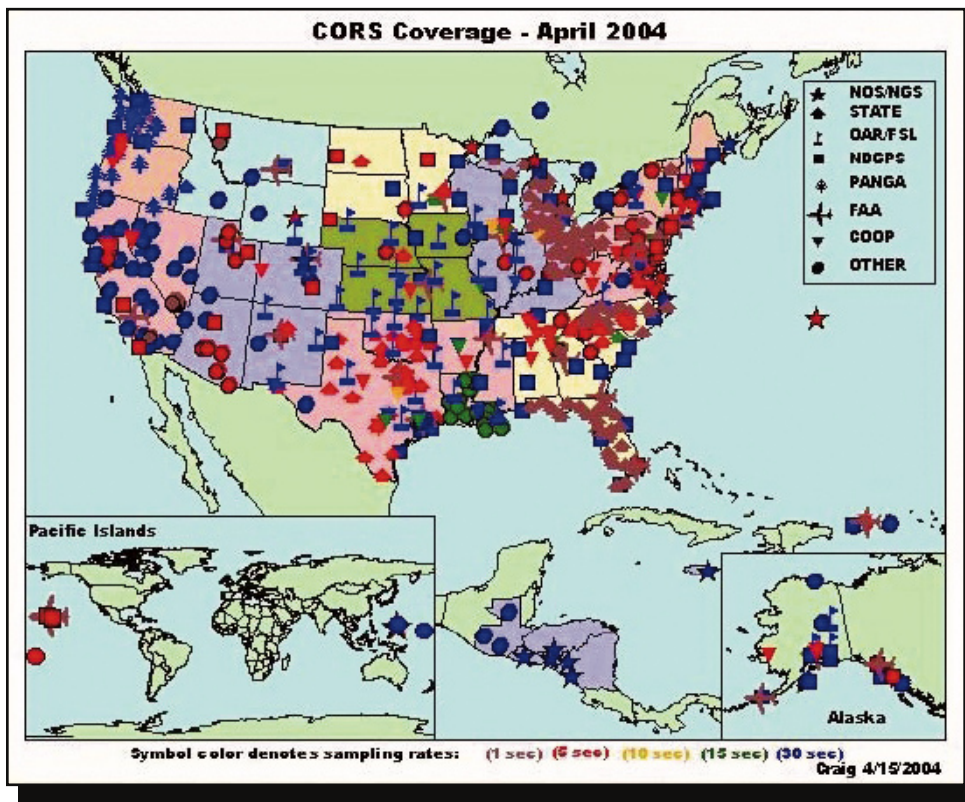 CORS Coverage - April 2004
NOS/NGS
STATE
OAR/FSL
NDGPS
PANGA
FAA
COOP
OTHER
Pacific Islands
Alaska
Symbol color denotes sampling rates: (1 sec) (5 sec) (10 sec) (15 sec) (30 sec)
Craig 4/15/2004